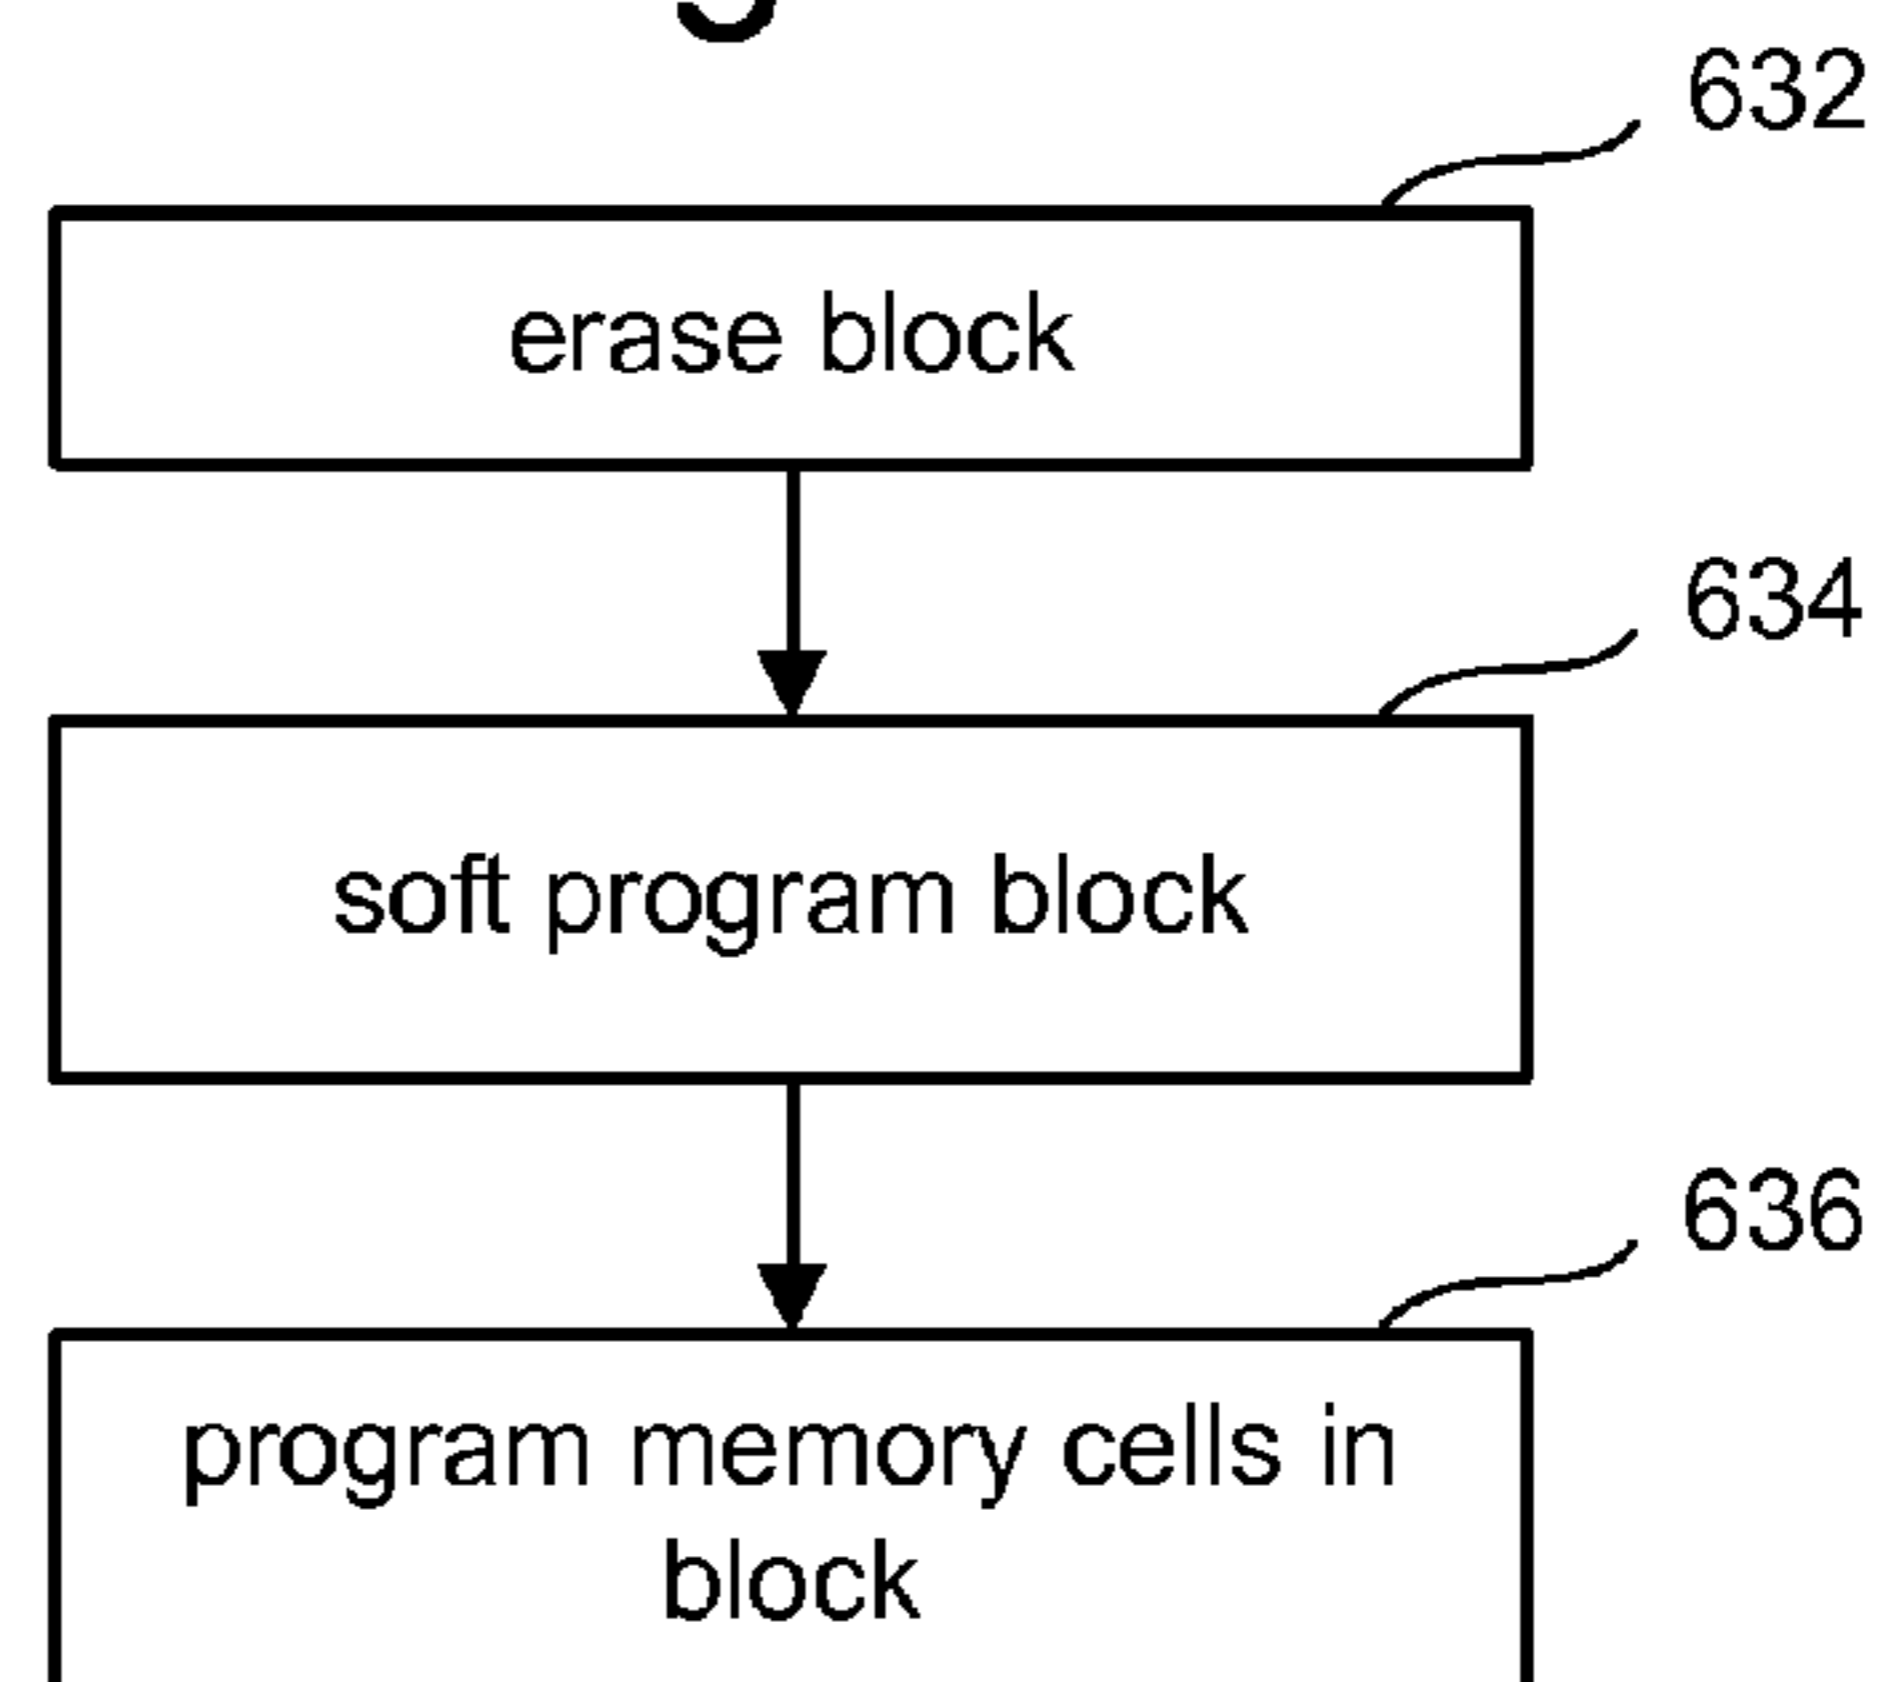 632
erase block
634
soft program block
636
program memory cells in
block